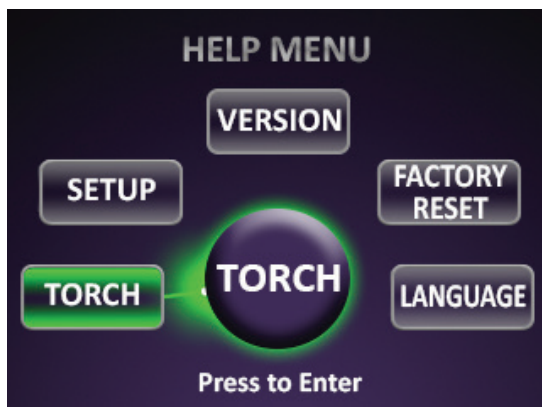 HELP MENU
VERSION
SETUP
FACTORY
RESET
TORCH
TORCH
LANGUAGE
Press to Enter